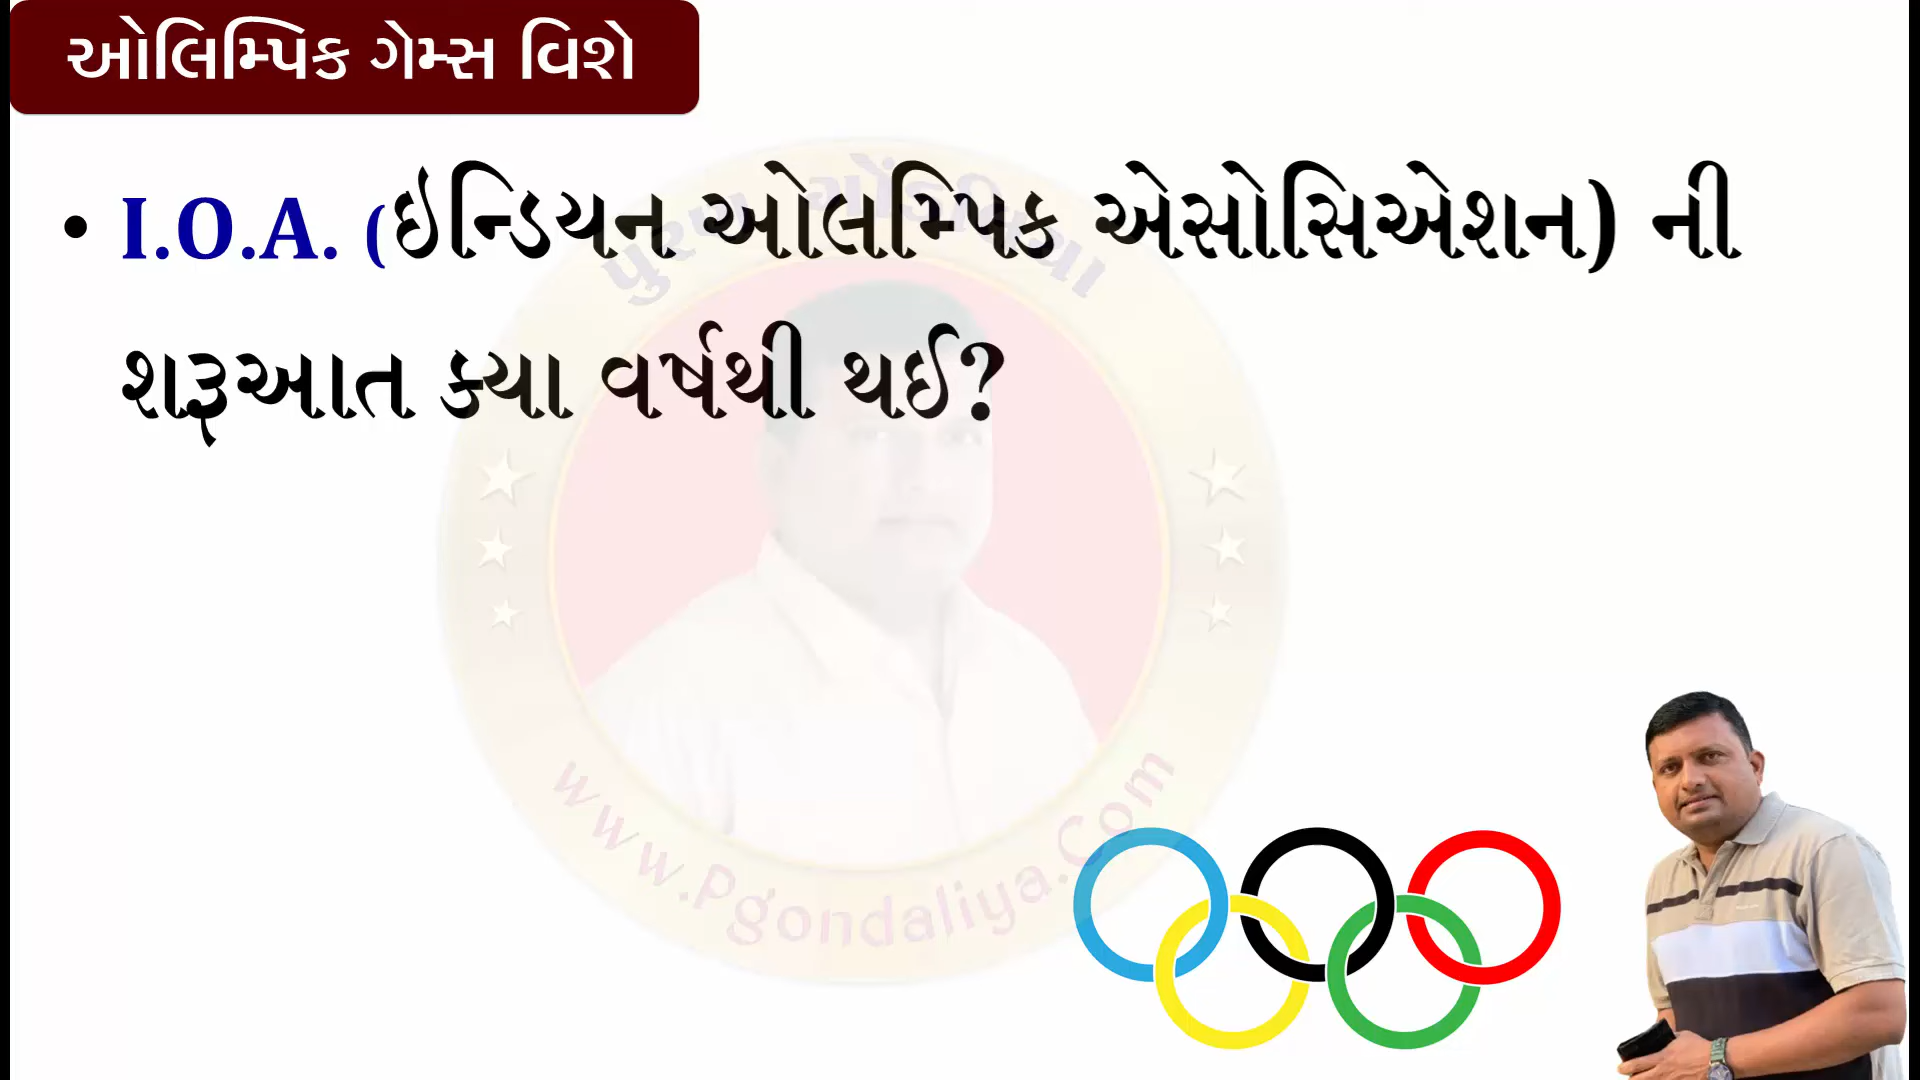 ઓલિમ્પિક ગેમ્સ વિશે
• I.O.A. (ઇન્ડિયન ઓલમ્પિક એસોસિએશન) ની
શરૂઆત ક્યા વર્ષથી થઈ?
www.Pgondaliya.Com